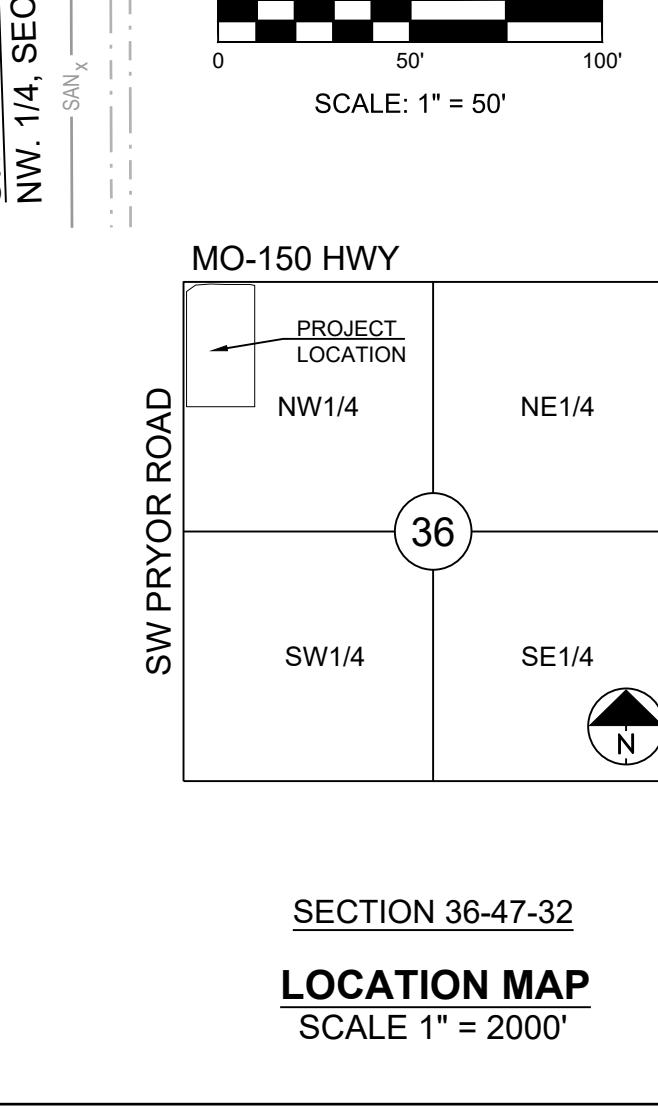 NW. 1/4, SEC
SAN
x
0 50' 100'
SCALE: 1" = 50'
MO-150 HWY
PROJECT
LOCATION
NW1/4 NE1/4
SW PRYOR ROAD
36
SW1/4 SE1/4
N
SECTION 36-47-32
LOCATION MAP
SCALE 1" = 2000'